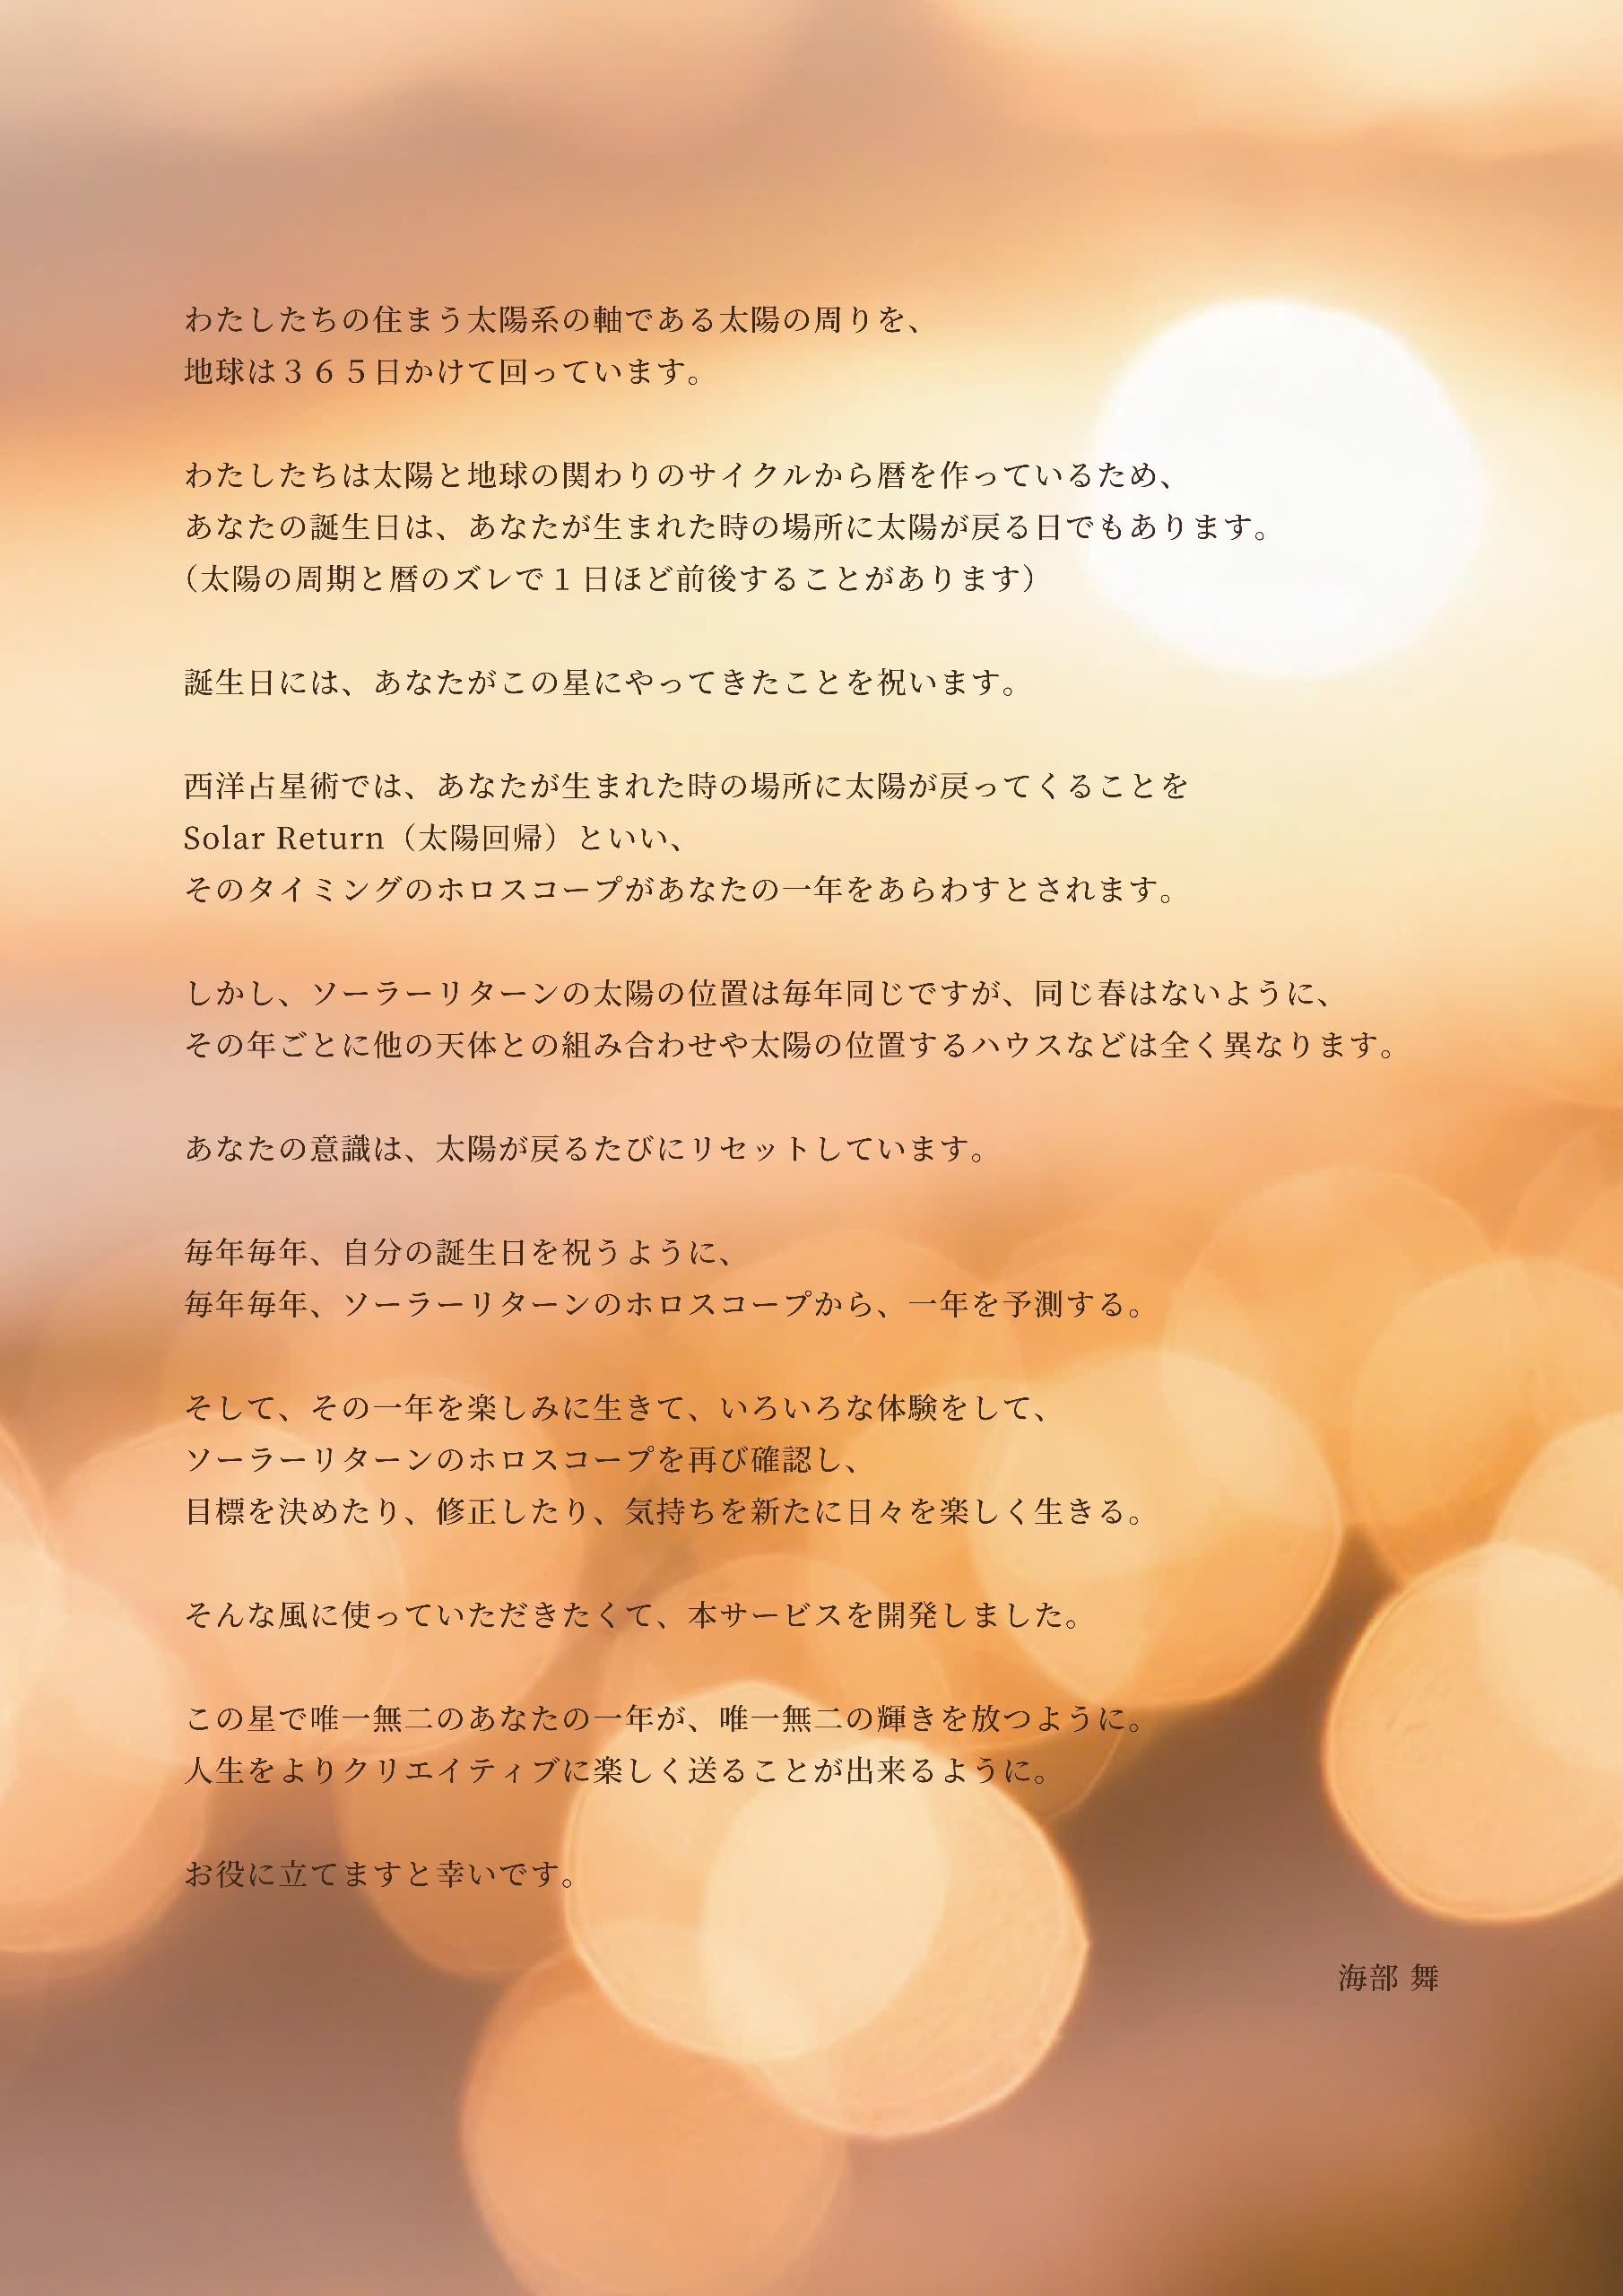 わたしたちの住まう太陽系の軸である太陽の周りを、
地球は３６５日かけて回っています。
わたしたちは太陽と地球の関わりのサイクルから暦を作っているため、
あなたの誕生日は、あなたが生まれた時の場所に太陽が戻る日でもあります。
（太陽の周期と暦のズレで１日ほど前後することがあります）
誕生日には、あなたがこの星にやってきたことを祝います。
西洋占星術では、あなたが生まれた時の場所に太陽が戻ってくることを
Solar Return（太陽回帰）といい、
そのタイミングのホロスコープがあなたの一年をあらわすとされます。
しかし、ソーラーリターンの太陽の位置は毎年同じですが、同じ春はないように、
その年ごとに他の天体との組み合わせや太陽の位置するハウスなどは全く異なります。
あなたの意識は、太陽が戻るたびにリセットしています。
毎年毎年、自分の誕生日を祝うように、
毎年毎年、ソーラーリターンのホロスコープから、一年を予測する。
そして、その一年を楽しみに生きて、いろいろな体験をして、
ソーラーリターンのホロスコープを再び確認し、
目標を決めたり、修正したり、気持ちを新たに日々を楽しく生きる。
そんな風に使っていただきたくて、本サービスを開発しました。
この星で唯一無二のあなたの一年が、唯一無二の輝きを放つように。
人生をよりクリエイティブに楽しく送ることが出来るように。
お役に立てますと幸いです。
海部 舞